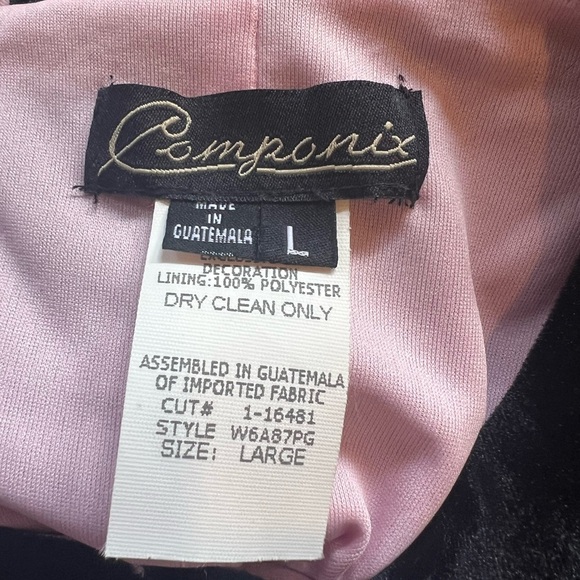 Componix
MADE
IN
GUATEMALA
L
DECORATION
LINING:100% POLYESTER
DRY CLEAN ONLY
ASSEMBLED IN GUATEMALA
OF IMPORTED FABRIC
CUT# 1-16481
STYLE W6A87PG
SIZE: LARGE